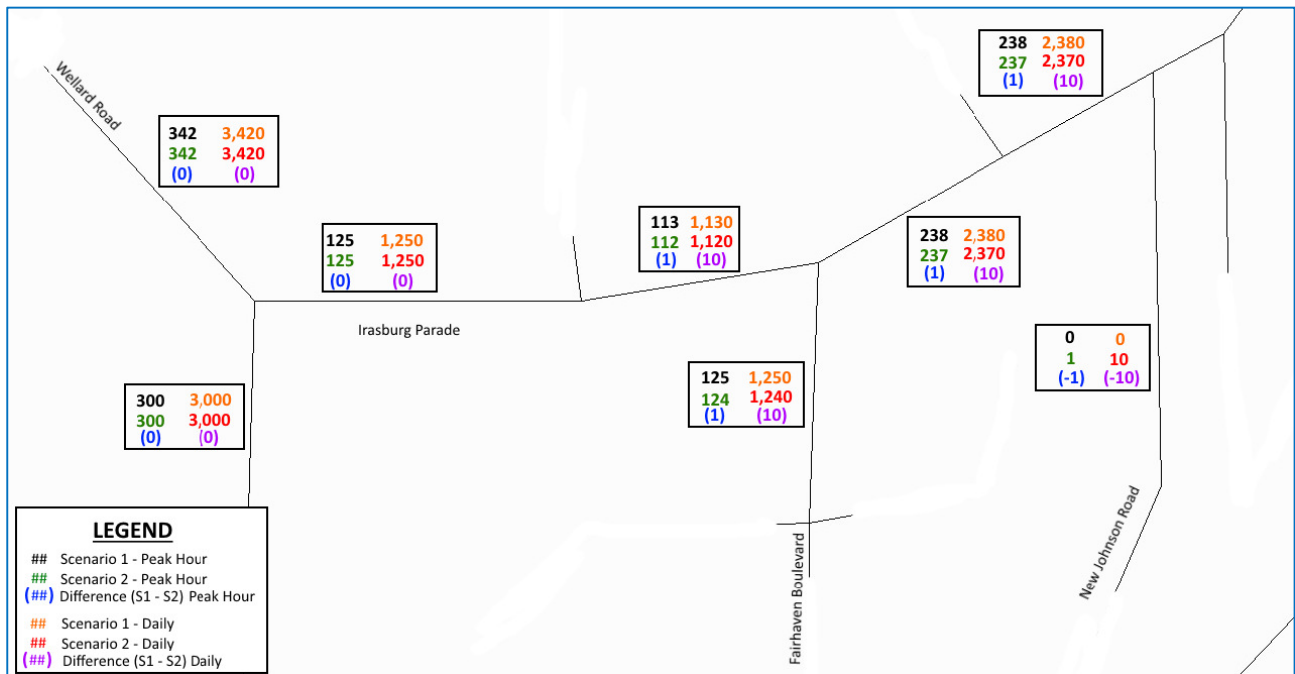 238 2,380
237 2,370
(1) (10)
Wellard Road
342 3,420
342 3,420
(0) (0)
125 1,250
125 1,250
(0) (0)
113 1,130
112 1,120
(1) (10)
238 2,380
237 2,370
(1) (10)
Irasburg Parade
0 0
1 10
(-1) (-10)
125 1,250
124 1,240
(1) (10)
300 3,000
300 3,000
(0) (0)
New Johnson Road
Fairhaven Boulevard
LEGEND
## Scenario 1 - Peak Hour
## Scenario 2 - Peak Hour
(##) Difference (S1 - S2) Peak Hour
## Scenario 1 - Daily
## Scenario 2 - Daily
(##) Difference (S1 - S2) Daily